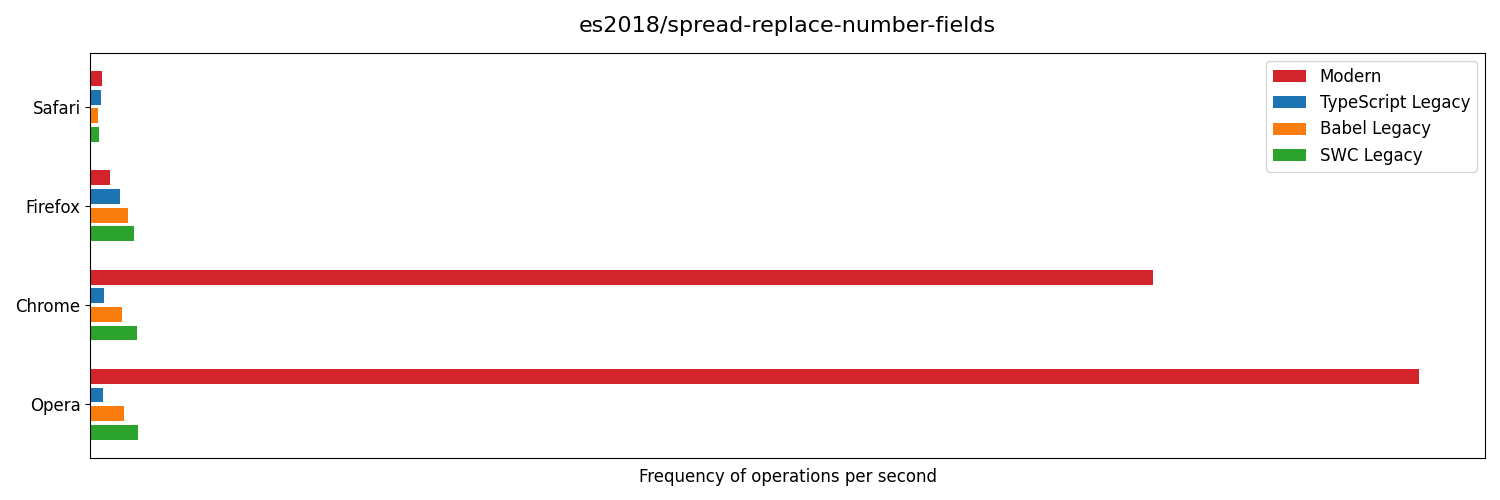 es2018/spread-replace-number-fields
Modern
TypeScript Legacy
Babel Legacy
SWC Legacy
Safari
Firefox
Chrome
Opera
Frequency of operations per second